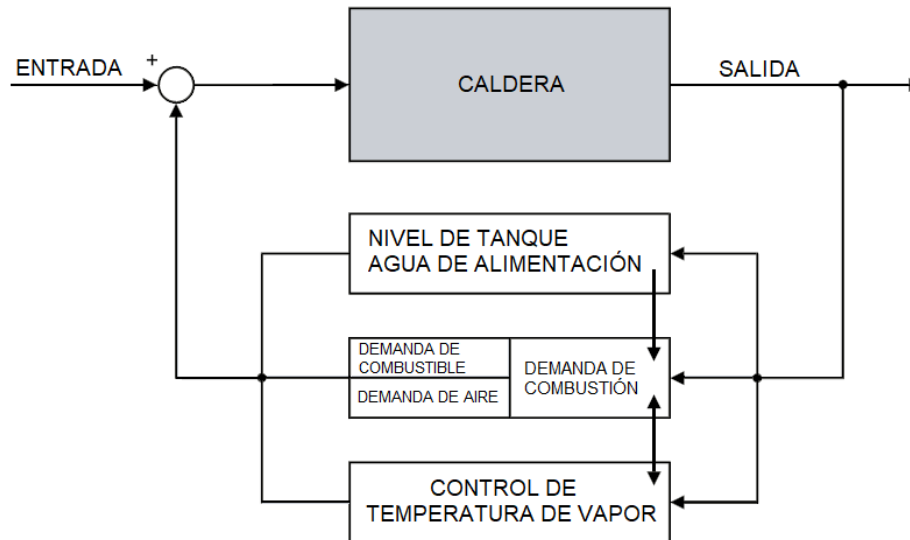 ENTRADA
+
CALDERA
SALIDA
NIVEL DE TANQUE
AGUA DE ALIMENTACIÓN
DEMANDA DE
COMBUSTIBLE
DEMANDA DE AIRE
DEMANDA DE
COMBUSTIÓN
CONTROL DE
TEMPERATURA DE VAPOR